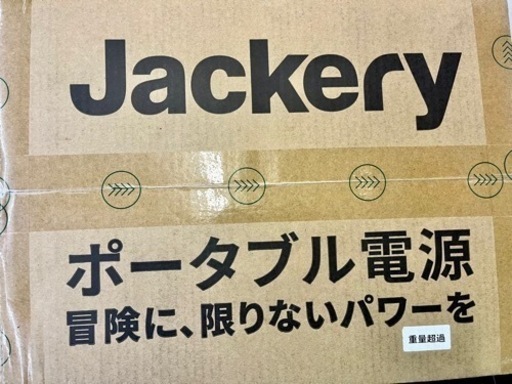 Jackery
ポータブル電源
冒険に、限りないパワーを
重量超過